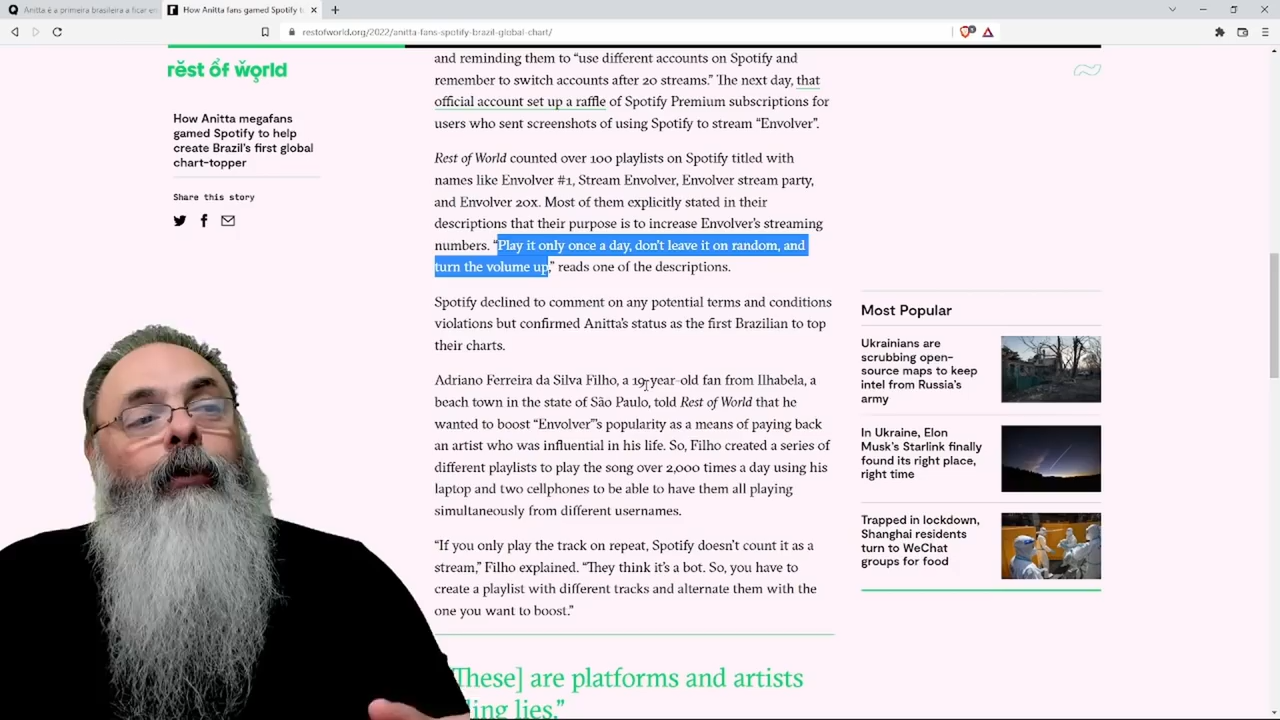 Anitta é a primeira brasileira a ficar em
How Anitta fans gamed Spotify t
restofworld.org/2022/anitta-fans-spotify-brazil-global-chart/
rĕst ŏf wŏrld
How Anitta megafans
gamed Spotify to help
create Brazil's first global
chart-topper
Share this story
and reminding them to “use different accounts on Spotify and
remember to switch accounts after 20 streams.” The next day, that
official account set up a raffle of Spotify Premium subscriptions for
users who sent screenshots of using Spotify to stream “Envolver”.
Rest of World counted over 100 playlists on Spotify titled with
names like Envolver #1, Stream Envolver, Envolver stream party,
and Envolver 20x. Most of them explicitly stated in their
descriptions that their purpose is to increase Envolver’s streaming
numbers. “Play it only once a day, don’t leave it on random, and
turn the volume up,” reads one of the descriptions.
Spotify declined to comment on any potential terms and conditions
violations but confirmed Anitta’s status as the first Brazilian to top
their charts.
Adriano Ferreira da Silva Filho, a 19-year-old fan from Ilhabela, a
beach town in the state of São Paulo, told Rest of World that he
wanted to boost “Envolver”’s popularity as a means of paying back
an artist who was influential in his life. So, Filho created a series of
different playlists to play the song over 2,000 times a day using his
laptop and two cellphones to be able to have them all playing
simultaneously from different usernames.
“If you only play the track on repeat, Spotify doesn’t count it as a
stream,” Filho explained. “They think it’s a bot. So, you have to
create a playlist with different tracks and alternate them with the
one you want to boost.”
These] are platforms and artists
lies.”
Most Popular
Ukrainians are
scrubbing open-
source maps to keep
intel from Russia's
army
In Ukraine, Elon
Musk's Starlink finally
found its right place,
right time
Trapped in lockdown,
Shanghai residents
turn to WeChat
groups for food